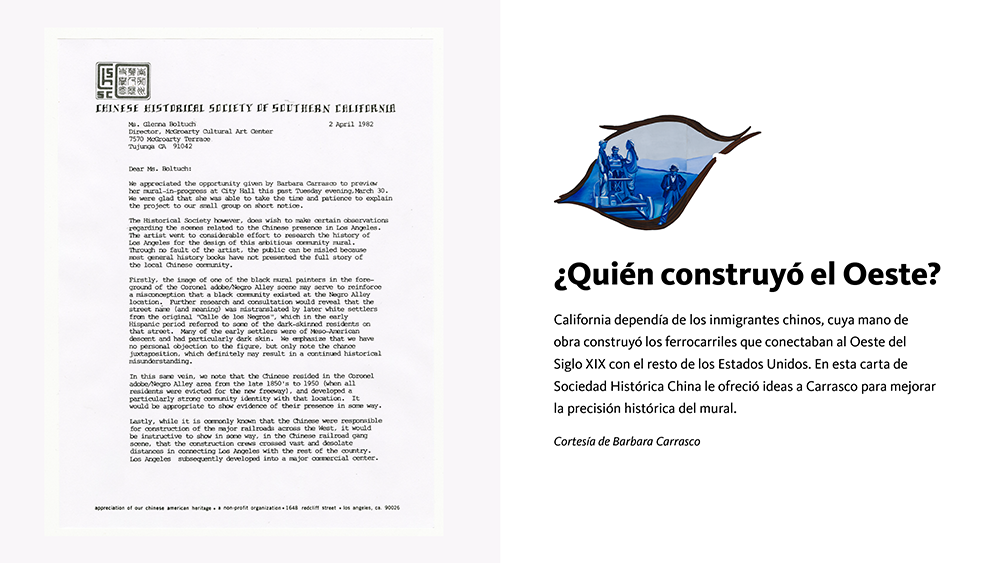 CHINESE HISTORICAL SOCIETY OF SOUTHERN CALIFORNIA
Ms. Glenna Boltuch 2 April 1982
Director, McGroarty Cultural Art Center
7570 McGroarty Terrace
Tujunga CA 91042
Dear Ms. Boltuch:
We appreciated the opportunity given by Barbara Carrasco to preview
her mural-in-progress at City Hall this past Tuesday evening,March 30.
We were glad that she was able to take the time and patience to explain
the project to our small group on short notice.
The Historical Society however, does wish to make certain observations
regarding the scenes related to the Chinese presence in Los Angeles.
The artist went to considerable effort to research the history of
Los Angeles for the design of this ambitious community mural.
Through no fault of the artist, the public can be misled because
most general history books have not presented the full story of
the local Chinese community.
Firstly, the image of one of the black mural painters in the fore-
ground of the Coronel adobe/Negro Alley scene may serve to reinforce
a misconception that a black community existed at the Negro Alley
location. Further research and consultation would reveal that the
street name (and meaning) was mistranslated by later white settlers
from the original "Calle de los Negros", which in the early
Hispanic period referred to some of the dark-skinned residents on
that street. Many of the early settlers were of Meso-American
descent and had particularly dark skin. We emphasize that we have
no personal objection to the figure, but only note the chance
juxtaposition, which definitely may result in a continued historical
misunderstanding.
In this same vein, we note that the Chinese resided in the Coronel
adobe/Negro Alley area from the late 1850's to 1950 (when all
residents were evicted for the new freeway), and developed a
particularly strong community identity with that location. It
would be appropriate to show evidence of their presence in some way.
Lastly, while it is commonly known that the Chinese were responsible
for construction of the major railroads across the West, it would
be instructive to show in some way, in the Chinese railroad gang
scene, that the construction crews crossed vast and desolate
distances in connecting Los Angeles with the rest of the country.
Los Angeles subsequently developed into a major commercial center.
appreciation of our chinese american heritage • a non-profit organization • 1648 redcliff street • los angeles, ca. 90026
¿Quién construyó el Oeste?
California dependía de los inmigrantes chinos, cuya mano de
obra construyó los ferrocarriles que conectaban al Oeste del
Siglo XIX con el resto de los Estados Unidos. En esta carta de
Sociedad Histórica China le ofreció ideas a Carrasco para mejorar
la precisión histórica del mural.
Cortesía de Barbara Carrasco